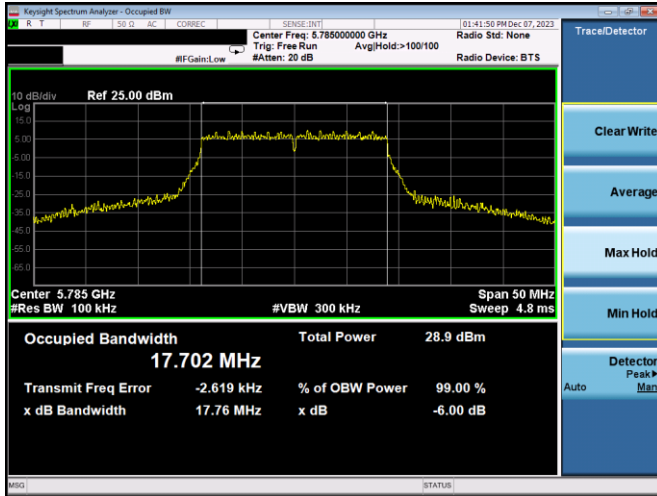 Keysight Spectrum Analyzer - Occupied BW
R T RF 50 Ω AC CORREC SENSE:INT 01:41:50 PM Dec 07, 2023
Center Freq: 5.785000000 GHz Radio Std: None
Trig: Free Run Avg|Hold:>100/100
#IFGain:Low #Atten: 20 dB Radio Device: BTS
10 dB/div Ref 25.00 dBm
Log
15.0
5.00
-5.00
-15.0
-25.0
-35.0
-45.0
-55.0
-65.0
Center 5.785 GHz Span 50 MHz
#Res BW 100 kHz #VBW 300 kHz Sweep 4.8 ms
Occupied Bandwidth Total Power 28.9 dBm
17.702 MHz
Transmit Freq Error -2.619 kHz % of OBW Power 99.00 %
x dB Bandwidth 17.76 MHz x dB -6.00 dB
MSG STATUS
Trace/Detector
Clear Write
Average
Max Hold
Min Hold
Detector
Peak▶
Auto Man